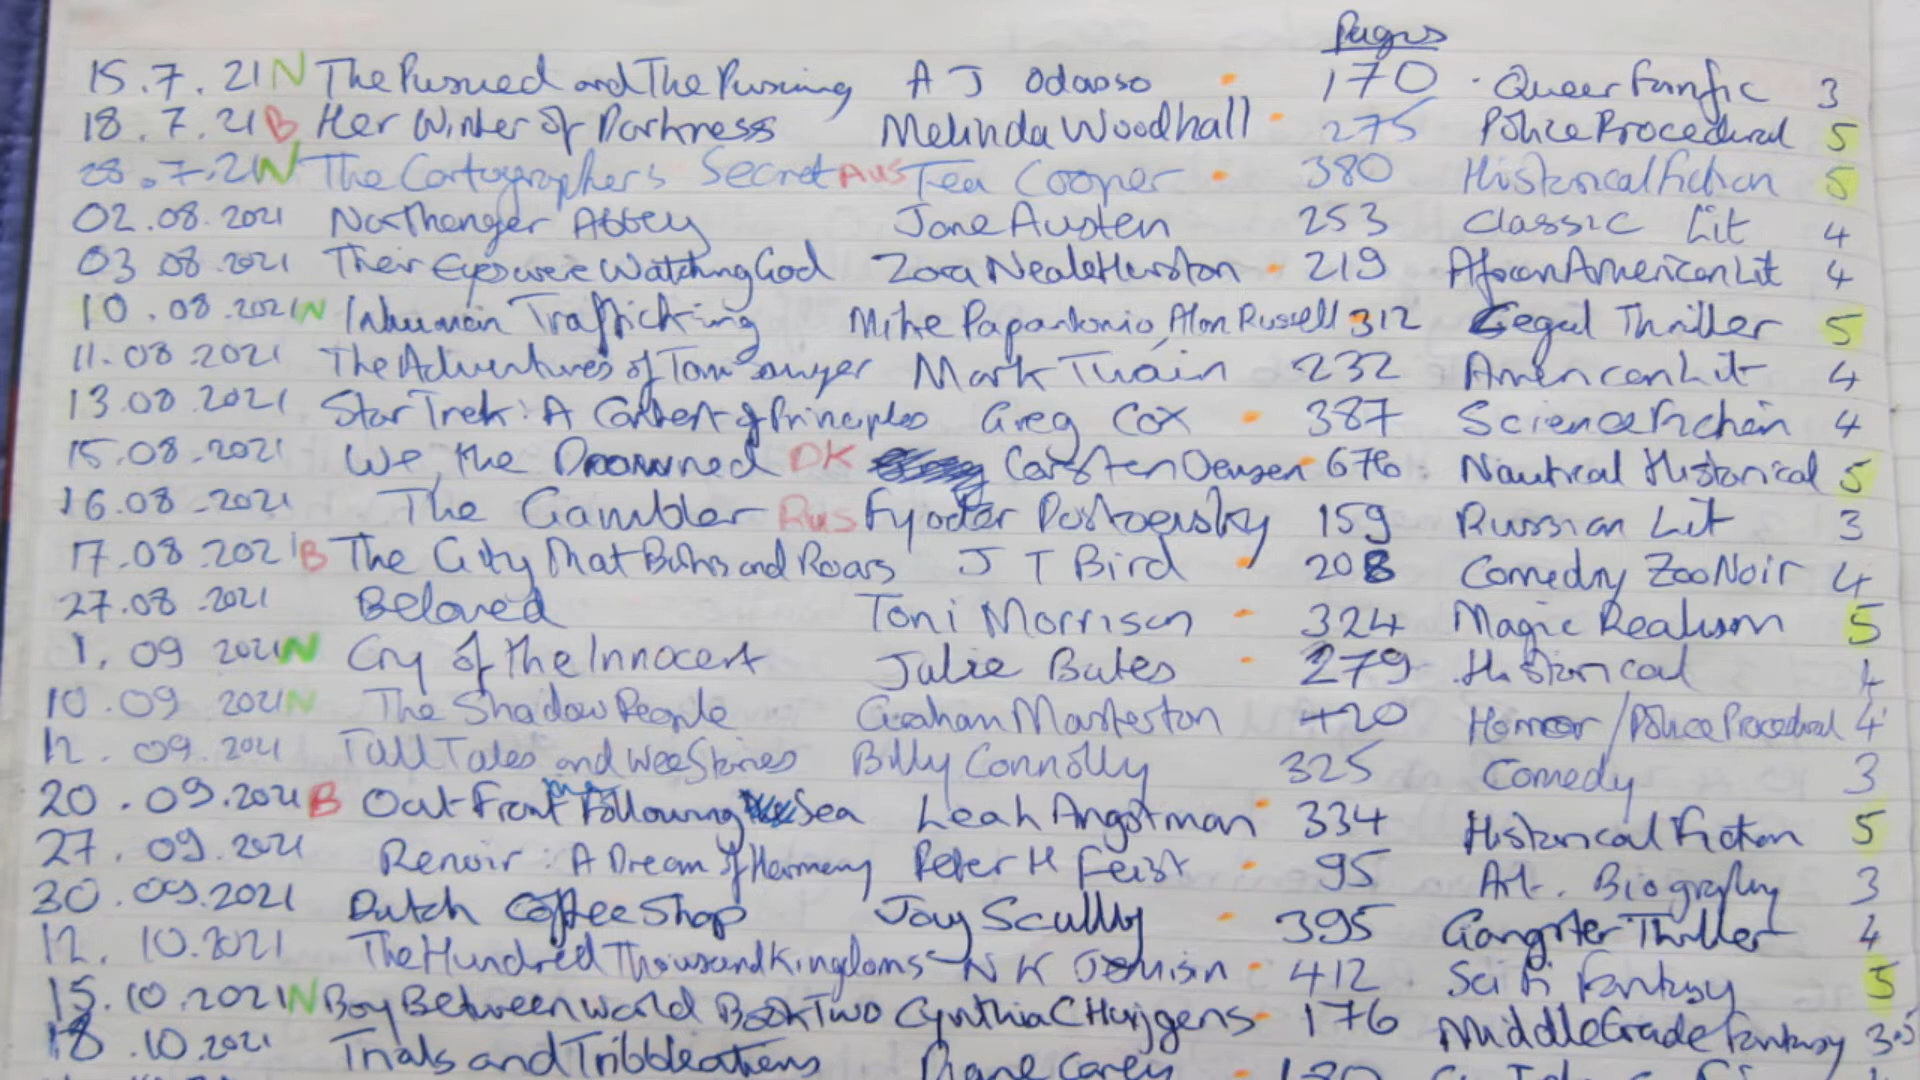 Pages
15.7.21 N The Pursued and The Pursuing A J Odasso 170 Queer Fanfic 3
18.7.21 B Her Winter of Darkness Melinda Woodhall 275 Police Procedural 5
28.7.21 N The Cartographer's Secret AUS Tea Cooper 380 Historical Fiction 5
02.08.2021 Northanger Abbey Jane Austen 253 Classic Lit 4
03.08.2021 Their Eyes were Watching God Zora Neale Hurston 219 African American Lit 4
10.08.2021 N Inhuman Trafficking Mike Papantonio, Alan Russell 312 Legal Thriller 5
11.08.2021 The Adventures of Tom Sawyer Mark Twain 232 American Lit 4
13.08.2021 Star Trek: A Contest of Principles Greg Cox 387 Science Fiction 4
15.08.2021 We, the Drowned DK Carsten Jensen 676 Nautical Historical 5
16.08.2021 The Gambler Rus Fyodor Dostoevsky 159 Russian Lit 3
17.08.2021 B The City That Barks and Roars J T Bird 208 Comedy Zoo Noir 4
27.08.2021 Beloved Toni Morrison 324 Magic Realism 5
1.09 2021 N Cry of the Innocent Julie Bates 279 Historical 4
10.09 2021 N The Shadow People Graham Masterton 420 Horror/Police Procedural 4
12.09.2021 Tall Tales and Wee Stories Billy Connolly 325 Comedy 3
20.09.2021 B Out Front the Following Sea Leah Angstman 334 Historical Fiction 5
27.09.2021 Renoir: A Dream of Harmony Peter H Feist 95 Art. Biography 3
30.09.2021 Dutch Coffee Shop Jay Scully 395 Gangster Thriller 4
12.10.2021 The Hundred Thousand Kingdoms N K Jemisin 412 Sci Fi Fantasy 5
15.10.2021 N Boy Between World Book Two Cynthia C Huijgens 176 Middle Grade Fantasy 3.5
18.10.2021 Trials and Tribbleations Diane Carey